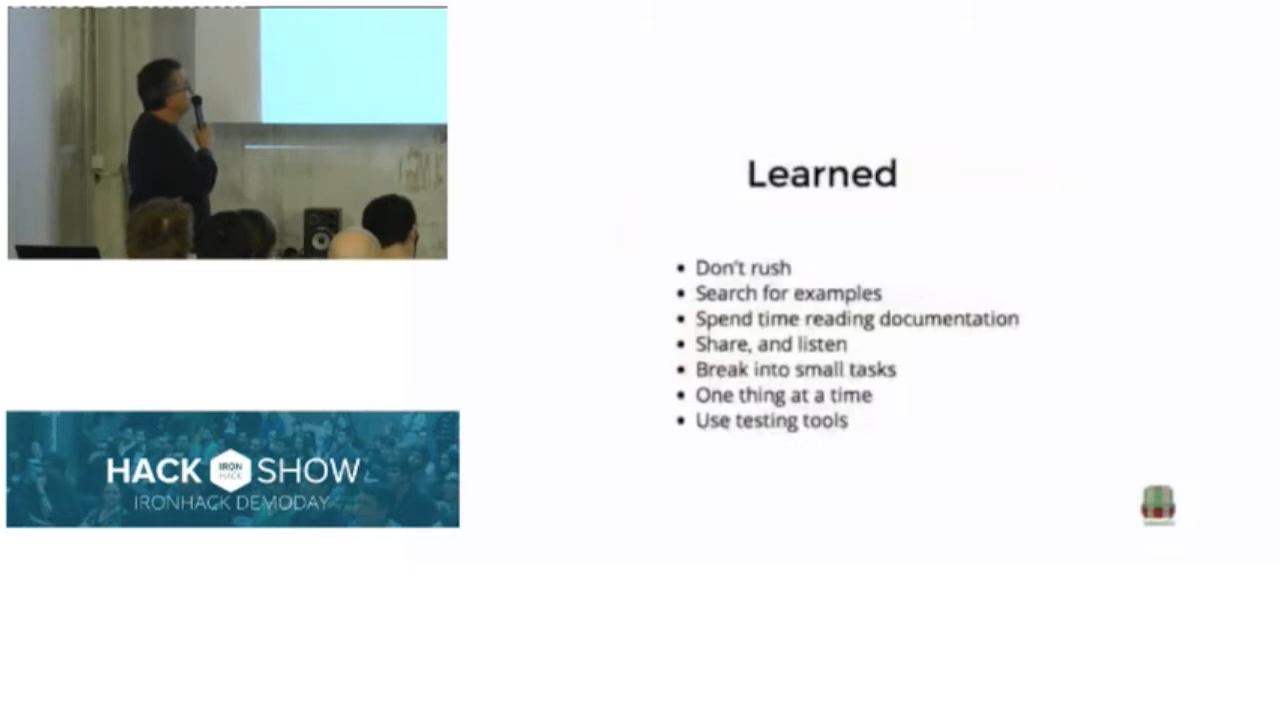 Learned
• Don't rush
• Search for examples
• Spend time reading documentation
• Share, and listen
• Break into small tasks
• One thing at a time
• Use testing tools
HACK IRON HACK SHOW
IRONHACK DEMODAY